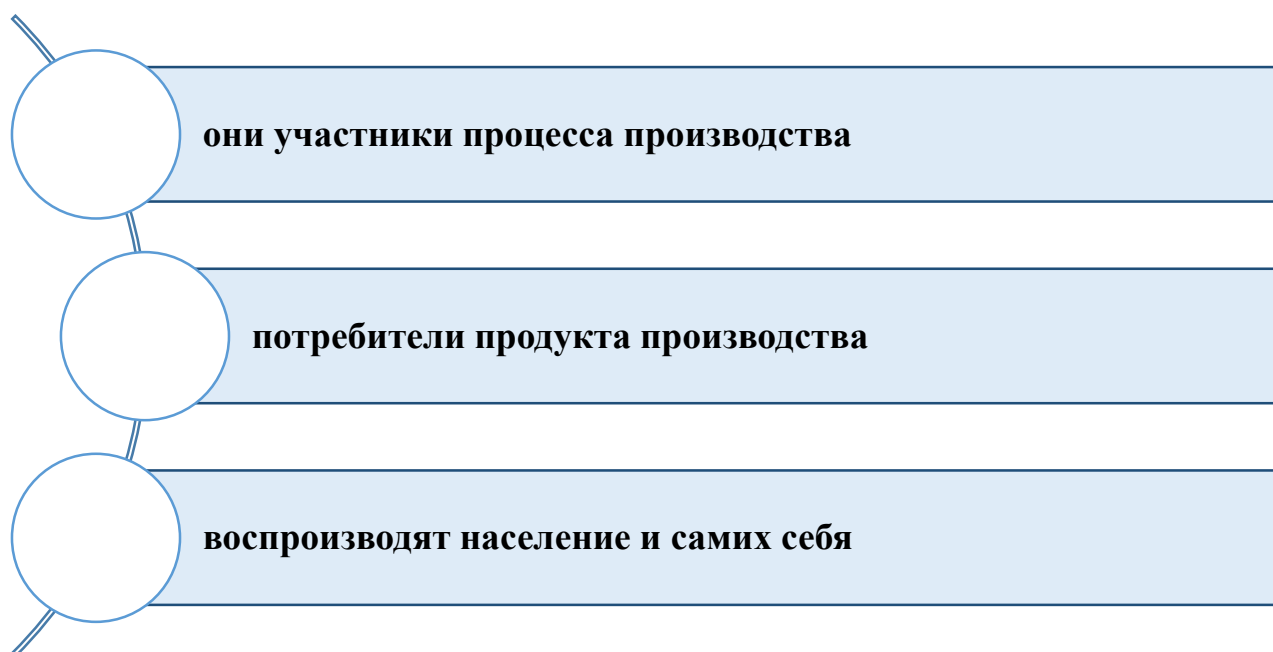 они участники процесса производства
потребители продукта производства
воспроизводят население и самих себя